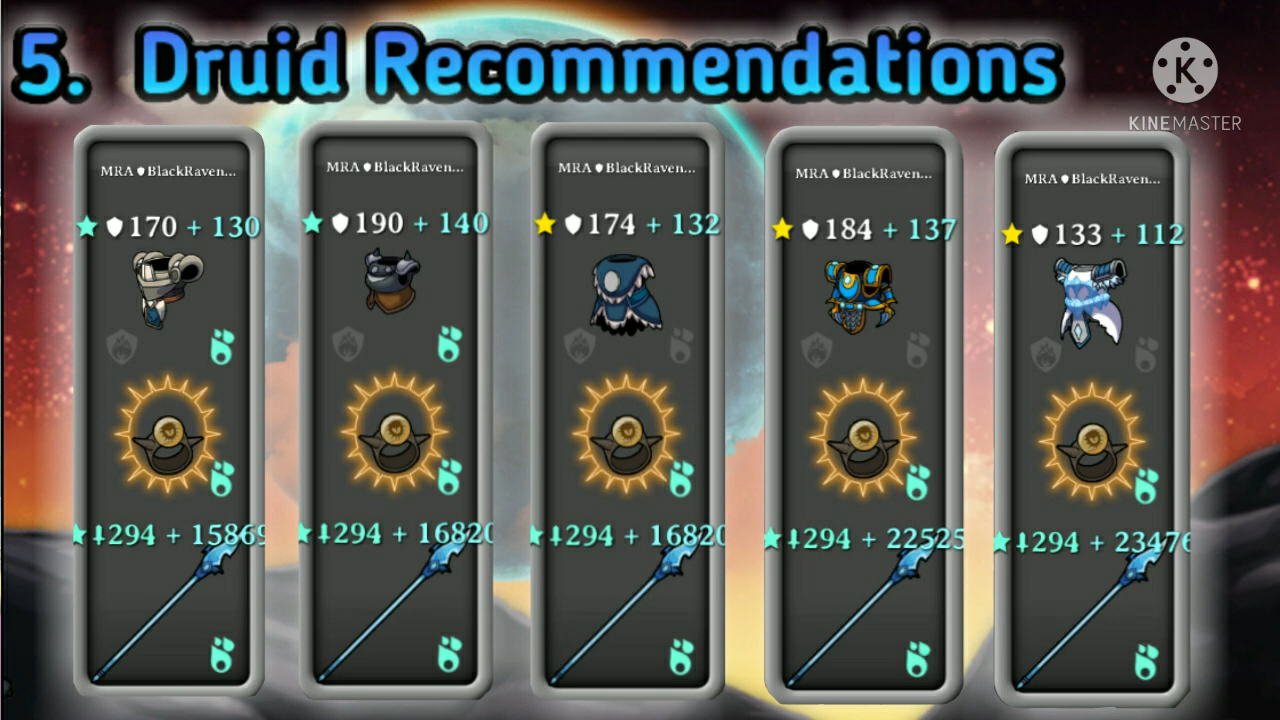 5. Druid Recommendations
K
KINEMASTER
MRA BlackRaven...
170 + 130
294 + 15869
MRA BlackRaven...
190 + 140
294 + 16820
MRA BlackRaven...
174 + 132
294 + 16820
MRA BlackRaven...
184 + 137
294 + 22525
MRA BlackRaven...
133 + 112
294 + 23476